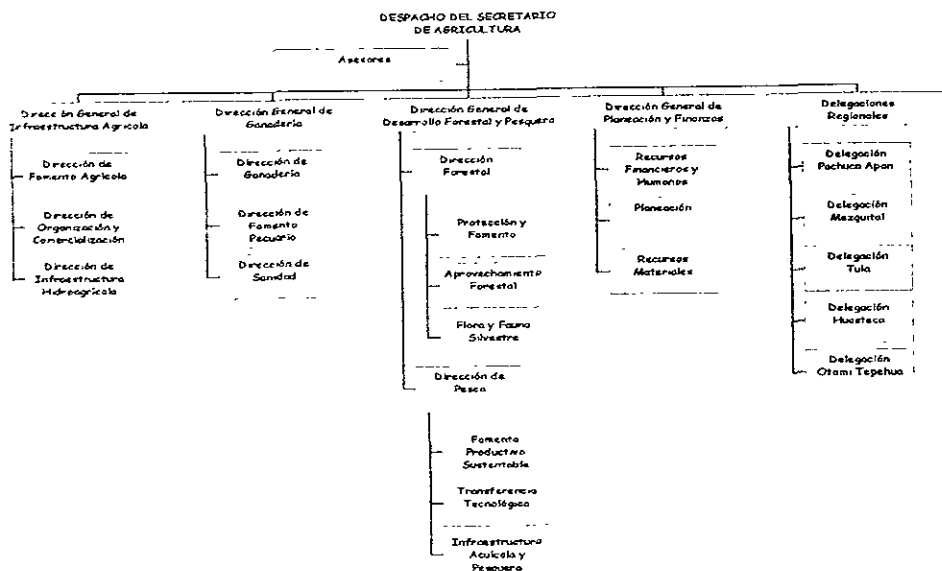 DESPACHO DEL SECRETARIO
DE AGRICULTURA
Asesores
Dirección General de
Infraestructura Agrícola
Dirección de
Fomento Agrícola
Dirección de
Organización y
Comercialización
Dirección de
Infraestructura
Hidroagrícola
Dirección General de
Ganadería
Dirección de
Ganadería
Dirección de
Fomento
Pecuario
Dirección de
Sanidad
Dirección General de
Desarrollo Forestal y Pesquero
Dirección
Forestal
Protección y
Fomento
Aprovechamiento
Forestal
Flora y Fauna
Silvestre
Dirección de
Pesca
Fomento
Productivo
Sustentable
Transferencia
Tecnológica
Infraestructura
Acuícola y
Pesquera
Dirección General de
Planeación y Finanzas
Recursos
Financieros y
Humanos
Planeación
Recursos
Materiales
Delegaciones
Regionales
Delegación
Pachuca Apan
Delegación
Mezquital
Delegación
Tula
Delegación
Huasteca
Delegación
Otomí Tepehua